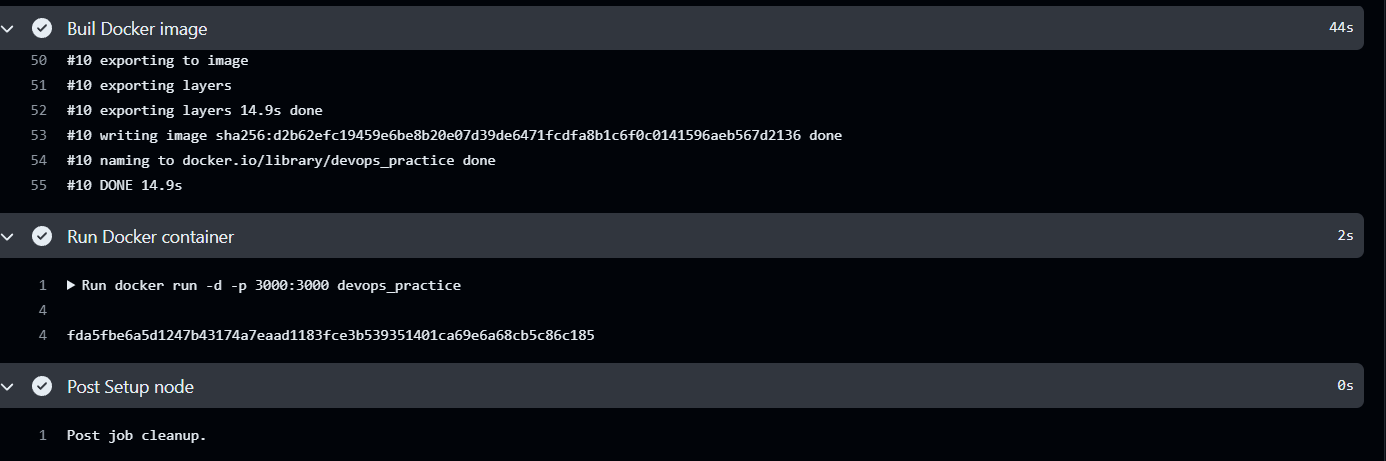 Buil Docker image 44s
50 #10 exporting to image
51 #10 exporting layers
52 #10 exporting layers 14.9s done
53 #10 writing image sha256:d2b62efc19459e6be8b20e07d39de6471fcdfa8b1c6f0c0141596aeb567d2136 done
54 #10 naming to docker.io/library/devops_practice done
55 #10 DONE 14.9s
Run Docker container 2s
1 Run docker run -d -p 3000:3000 devops_practice
4
4 fda5fbe6a5d1247b43174a7eaad1183fce3b539351401ca69e6a68cb5c86c185
Post Setup node 0s
1 Post job cleanup.